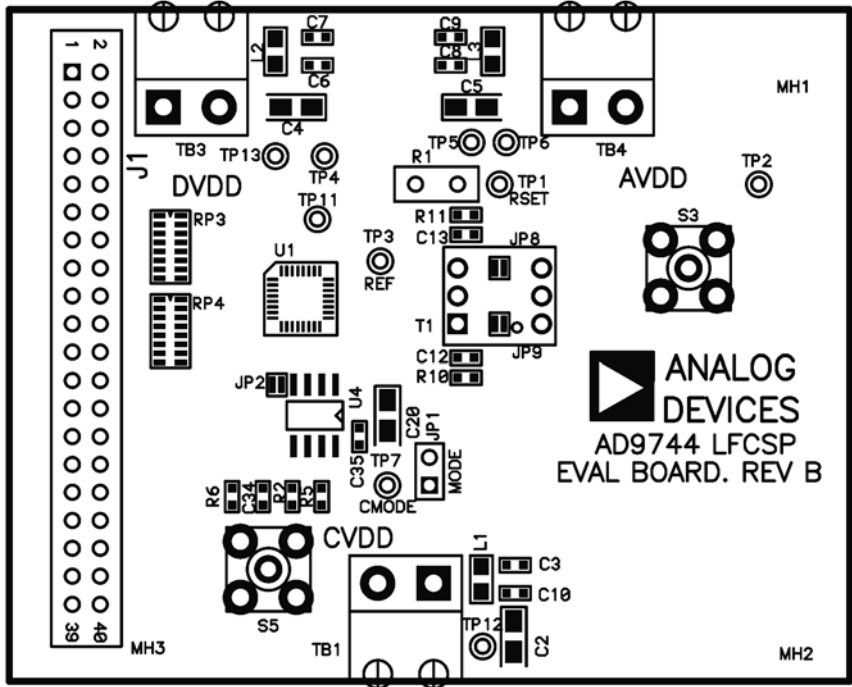 C7
C9
1 2
L2
L3
C6
C8
MH1
C4
C5
TB3
TP13
TP5
TP6
TB4
J1
TP4
R1
TP2
DVDD
TP1
AVDD
RSET
TP11
RP3
R11
S3
TP3
C13
JP8
U1
REF
RP4
T1
C12
JP9
ANALOG
JP2
R10
DEVICES
U4
C20
JP1
AD9744 LFCSP
C35
TP7
MODE
EVAL BOARD. REV B
R6
C34
R2
R5
CMODE
CVDD
L1
C3
C10
S5
TP12
39 40
MH3
TB1
C2
MH2